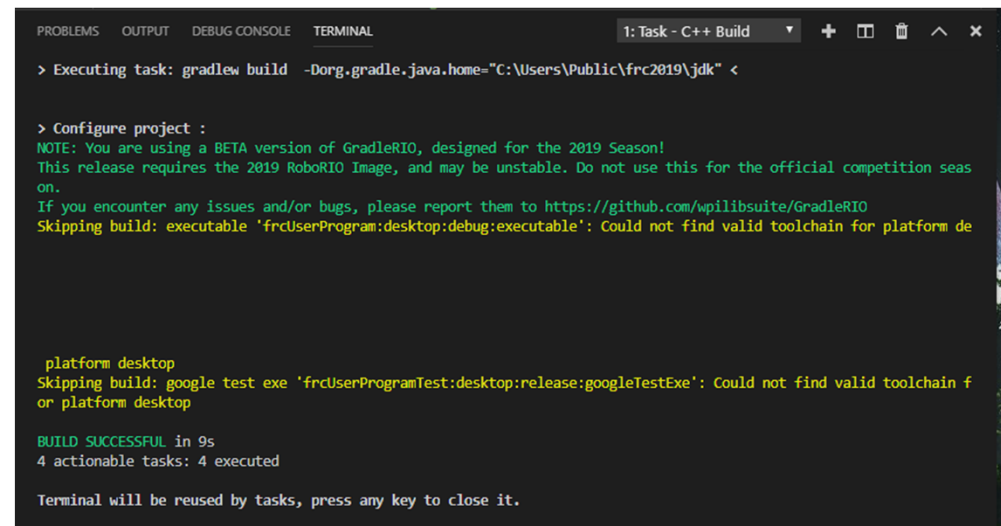 PROBLEMS OUTPUT DEBUG CONSOLE TERMINAL 1: Task - C++ Build
> Executing task: gradlew build -Dorg.gradle.java.home="C:\Users\Public\frc2019\jdk" <
> Configure project :
NOTE: You are using a BETA version of GradleRIO, designed for the 2019 Season!
This release requires the 2019 RoboRIO Image, and may be unstable. Do not use this for the official competition seas
on.
If you encounter any issues and/or bugs, please report them to https://github.com/wpilibsuite/GradleRIO
Skipping build: executable 'frcUserProgram:desktop:debug:executable': Could not find valid toolchain for platform de
platform desktop
Skipping build: google test exe 'frcUserProgramTest:desktop:release:googleTestExe': Could not find valid toolchain f
or platform desktop
BUILD SUCCESSFUL in 9s
4 actionable tasks: 4 executed
Terminal will be reused by tasks, press any key to close it.